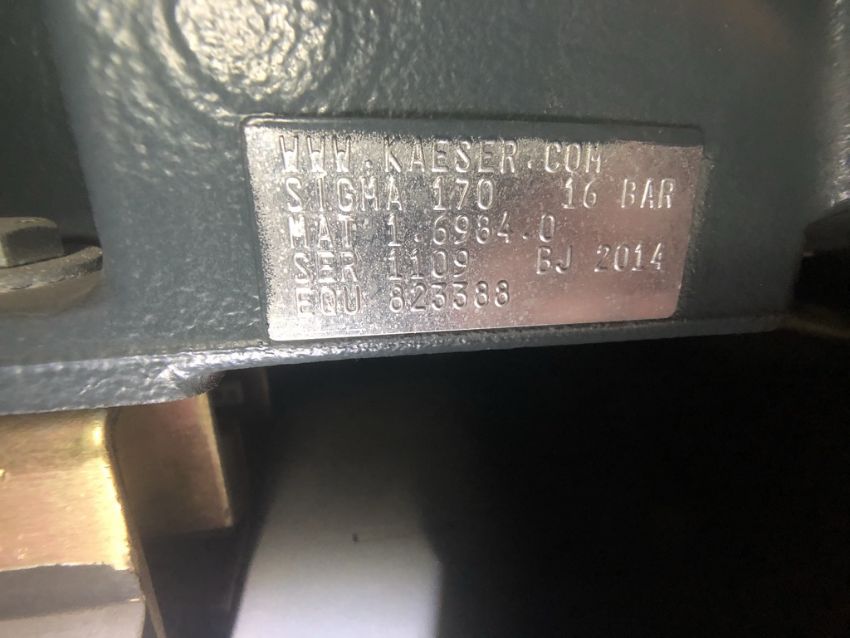 WWW.KAESER.COM
SIGMA 170 16 BAR
MAT 1.6984.0
SER 1109 BJ 2014
EQU 823388